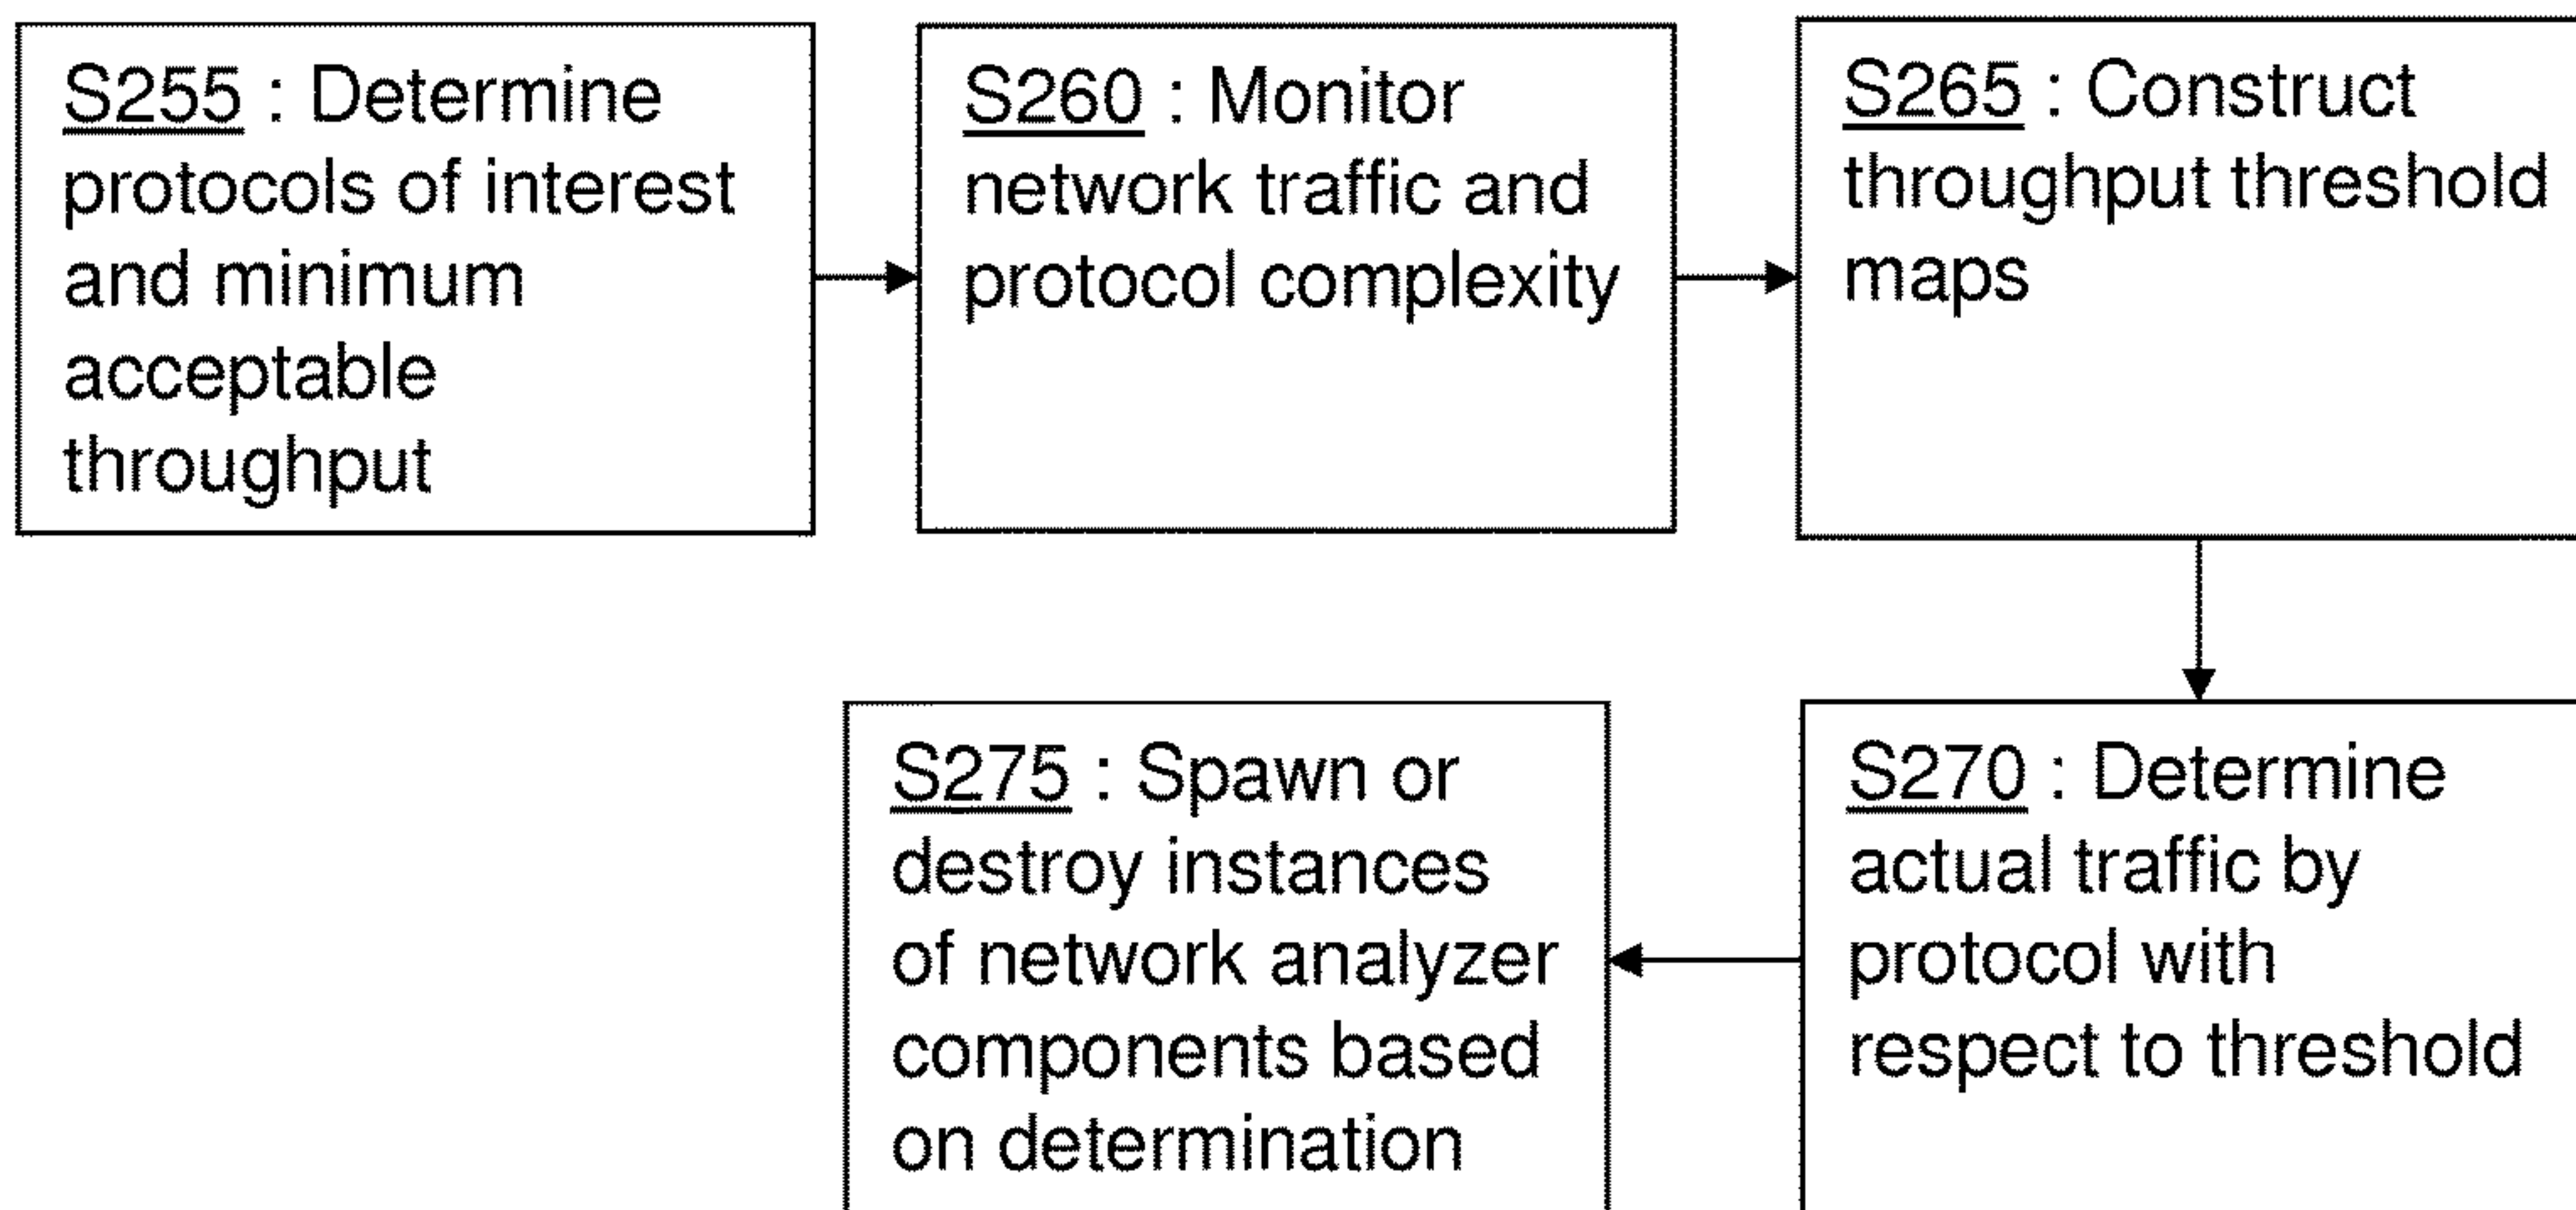 S255 : Determine
protocols of interest
and minimum
acceptable
throughput
S260 : Monitor
network traffic and
protocol complexity
S265 : Construct
throughput threshold
maps
S270 : Determine
actual traffic by
protocol with
respect to threshold
S275 : Spawn or
destroy instances
of network analyzer
components based
on determination